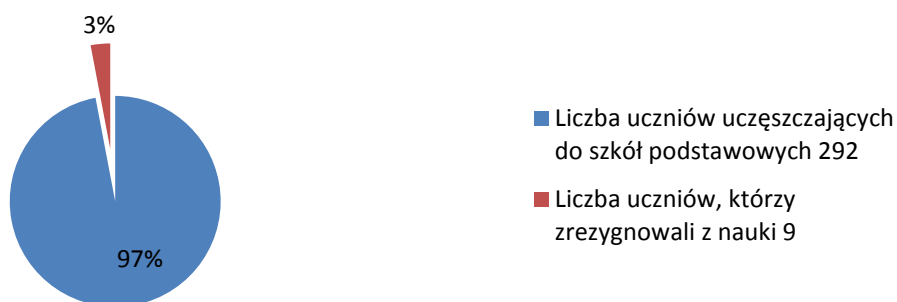 3%
97%
Liczba uczniów uczęszczających
do szkół podstawowych 292
Liczba uczniów, którzy
zrezygnowali z nauki 9